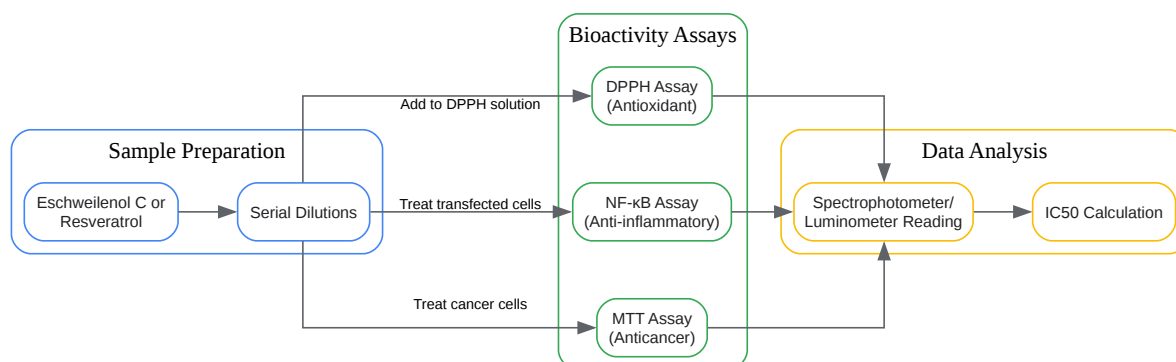 Bioactivity Assays
DPPH Assay
(Antioxidant)
Add to DPPH solution
Sample Preparation
Data Analysis
Eschweilenol C or
Resveratrol
Serial Dilutions
Treat transfected cells
NF-κB Assay
(Anti-inflammatory)
Spectrophotometer/
Luminometer Reading
IC50 Calculation
Treat cancer cells
MTT Assay
(Anticancer)